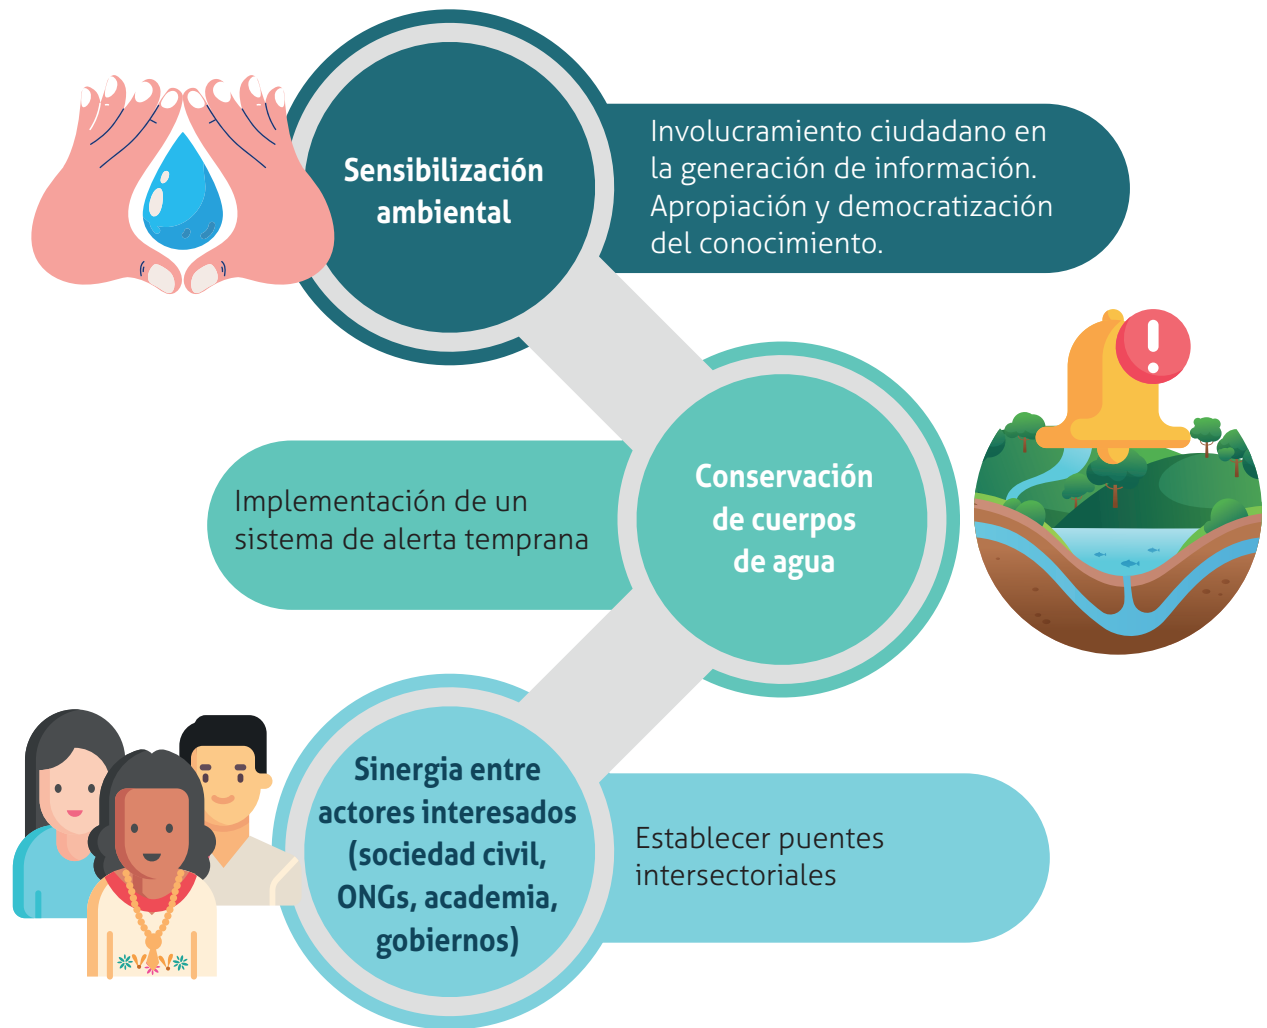 Sensibilización
ambiental
Involucramiento ciudadano en
la generación de información.
Apropiación y democratización
del conocimiento.
Conservación
de cuerpos
de agua
Implementación de un
sistema de alerta temprana
Sinergia entre
actores interesados
(sociedad civil,
ONGs, academia,
gobiernos)
Establecer puentes
intersectoriales